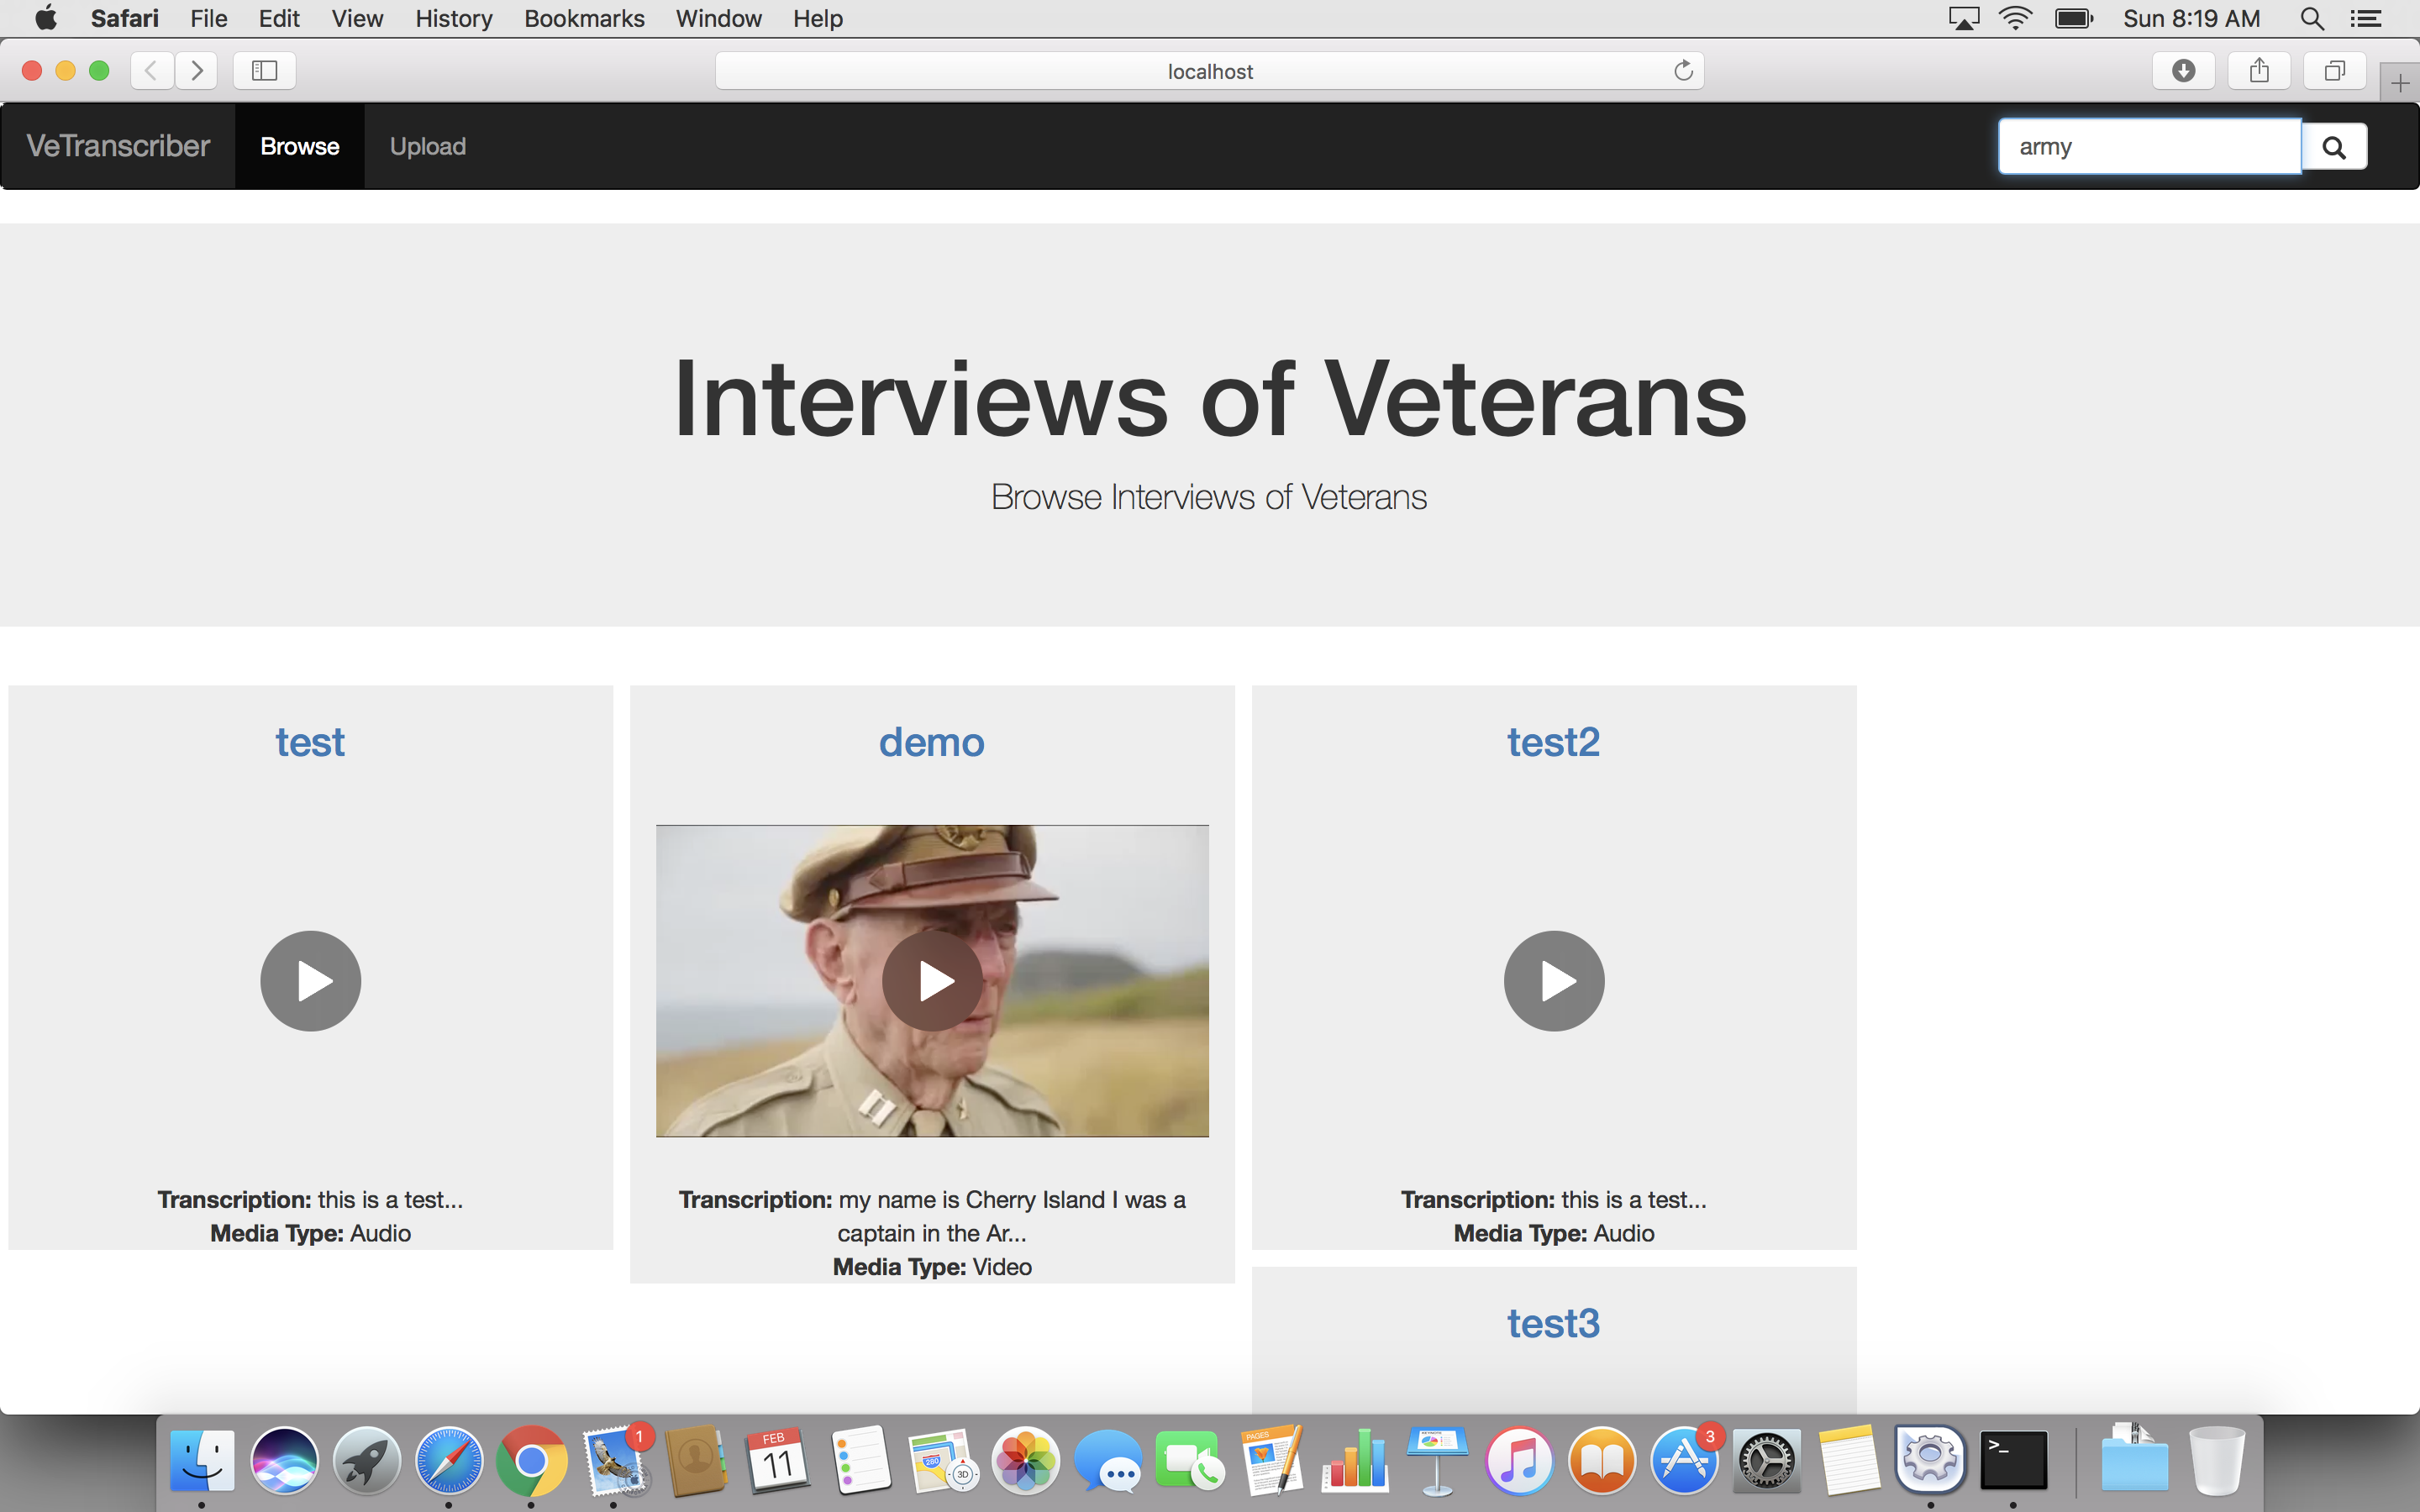 Safari File Edit View History Bookmarks Window Help Sun 8:19 AM
localhost
VeTranscriber Browse Upload army
Interviews of Veterans
Browse Interviews of Veterans
test demo test2
Transcription: this is a test...
Media Type: Audio
Transcription: my name is Cherry Island I was a
captain in the Ar...
Media Type: Video
Transcription: this is a test...
Media Type: Audio
test3
1
FEB
11
280
3D
PAGES
3
>_